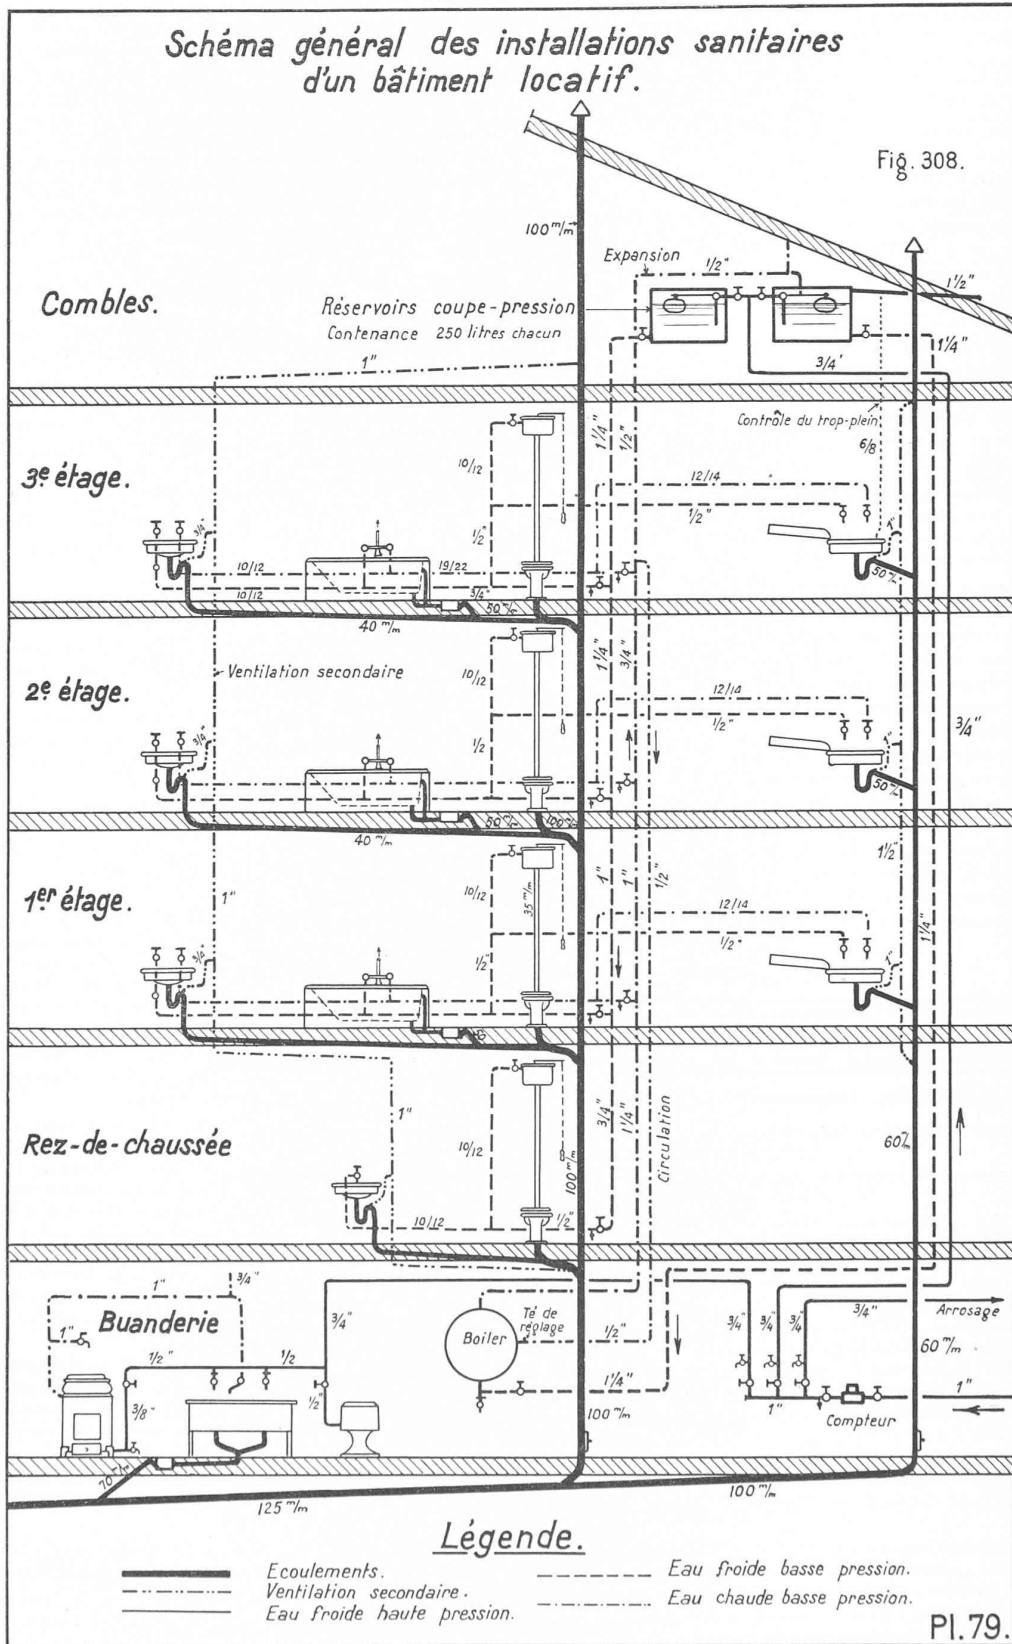 Schéma général des installations sanitaires
d'un bâtiment locatif.
Fig. 308.
100 m/m
Expansion
1/2"
1 1/2"
Combles.
Réservoirs coupe-pression
Contenance 250 litres chacun
1"
3/4'
1 1/4"
3e étage.
10/12
1 1/4"
1/2"
Contrôle du trop-plein
6/8
12/14
1/2"
3/4"
1/2"
1"
10/12
19/22
50 m/m
10/12
3/4"
50 m/m
40 m/m
Ventilation secondaire
2e étage.
10/12
1 1/4"
3/4"
12/14
1/2"
3/4"
3/4"
1/2
1"
50 m/m
50 m/m
100 m/m
40 m/m
1"
1"
1"
1/2"
1 1/2"
1er étage.
10/12
35 m/m
12/14
1/2"
1 1/4"
3/4"
1/2"
1"
Rez-de-chaussée
1"
10/12
100 m/m
3/4"
1 1/4"
Circulation
60 m/m
10/12
1/2"
1"
3/4"
Buanderie
1"
3/4"
Boiler
Té de
réglage
1/2"
3/4"
3/4"
3/4"
3/4"
Arrosage
1/2"
1/2
60 m/m
3/8"
1/2"
1 1/4"
1"
1"
Compteur
100 m/m
70 m/m
125 m/m
100 m/m
Légende.
Ecoulements.
Ventilation secondaire.
Eau froide haute pression.
Eau froide basse pression.
Eau chaude basse pression.
Pl. 79.